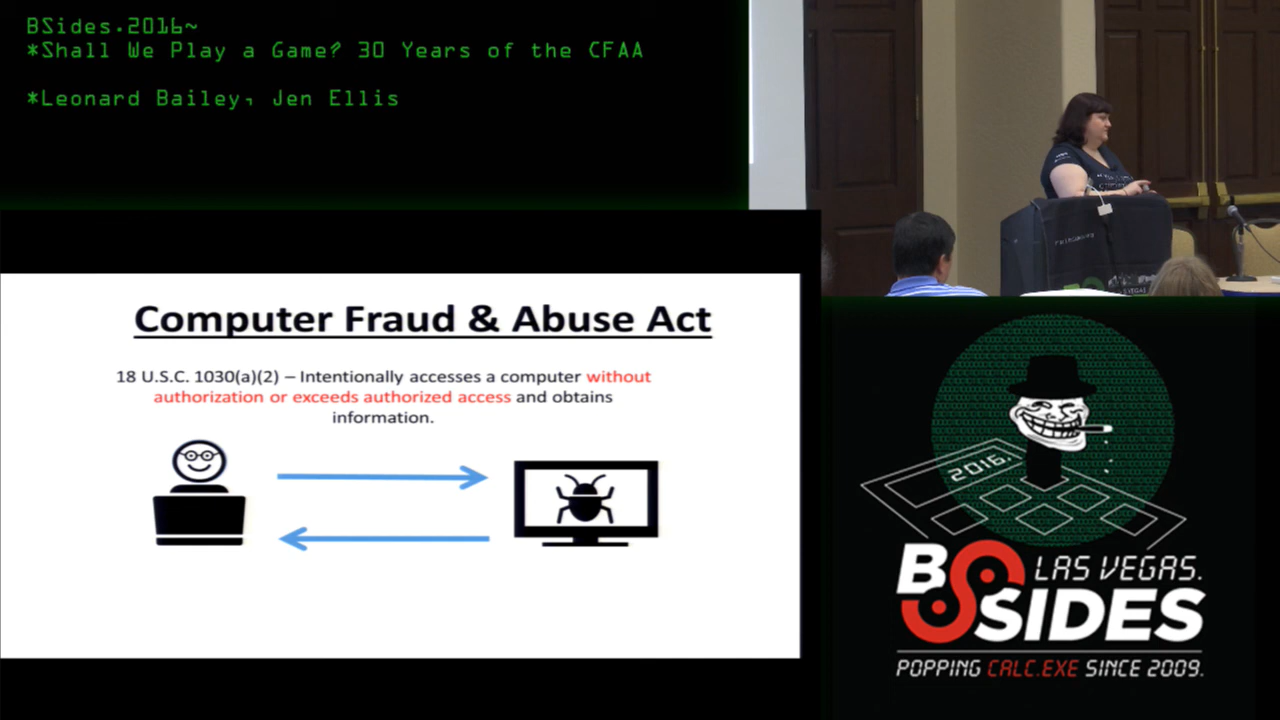 BSides.2016~
*Shall We Play a Game? 30 Years of the CFAA
*Leonard Bailey, Jen Ellis
Computer Fraud & Abuse Act
18 U.S.C. 1030(a)(2) – Intentionally accesses a computer without
authorization or exceeds authorized access and obtains
information.
2016.
BSIDES
LAS VEGAS.
POPPING CALC.EXE SINCE 2009.